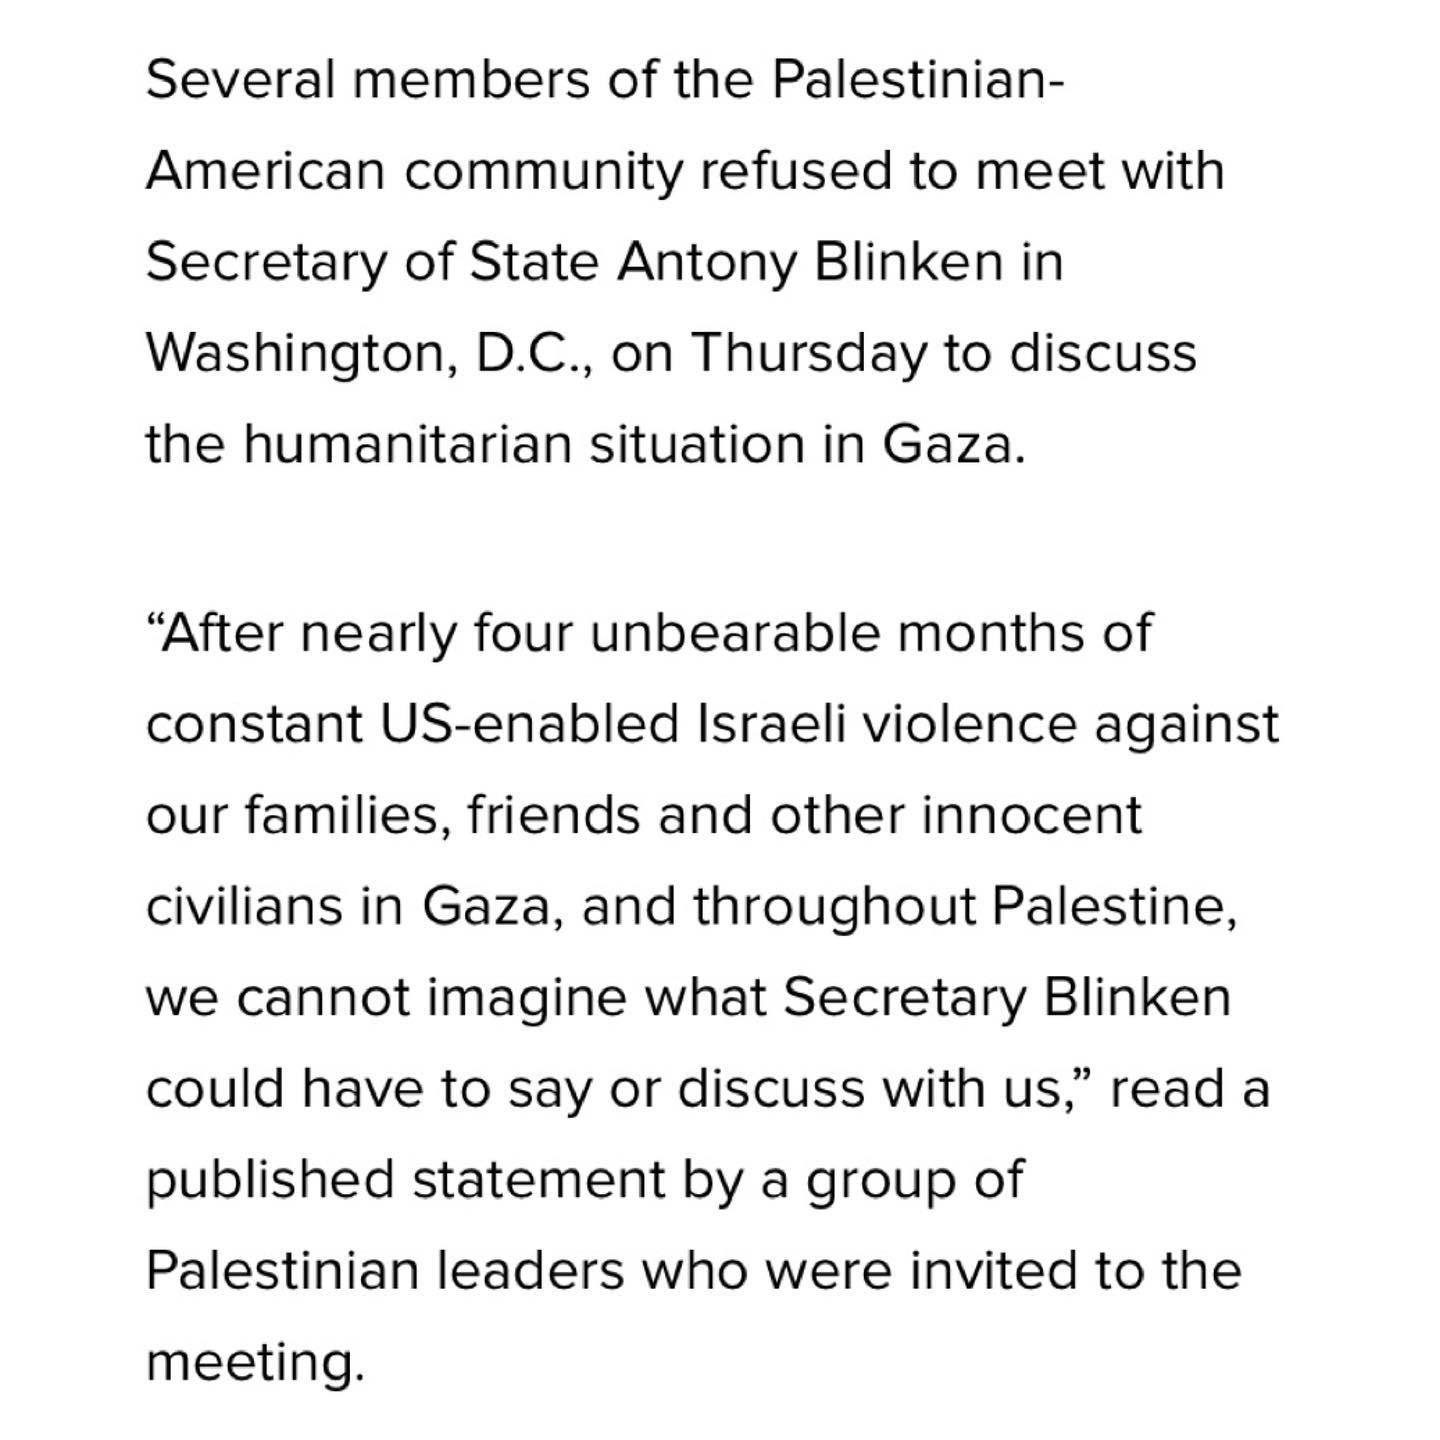 Several members of the Palestinian-
American community refused to meet with
Secretary of State Antony Blinken in
Washington, D.C., on Thursday to discuss
the humanitarian situation in Gaza.
“After nearly four unbearable months of
constant US-enabled Israeli violence against
our families, friends and other innocent
civilians in Gaza, and throughout Palestine,
we cannot imagine what Secretary Blinken
could have to say or discuss with us,” read a
published statement by a group of
Palestinian leaders who were invited to the
meeting.